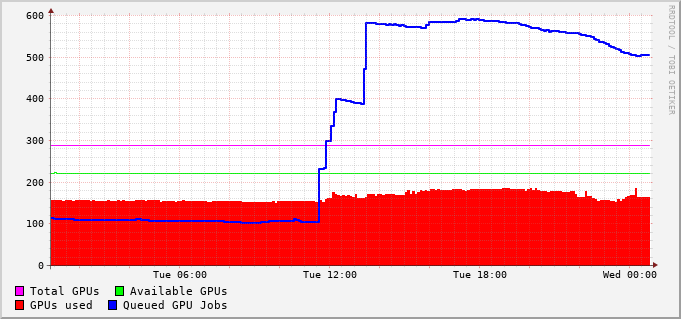 600
500
400
300
200
100
0
Tue 06:00 Tue 12:00 Tue 18:00 Wed 00:00
Total GPUs Available GPUs
GPUs used Queued GPU Jobs
RRDTOOL / TOBI OETIKER